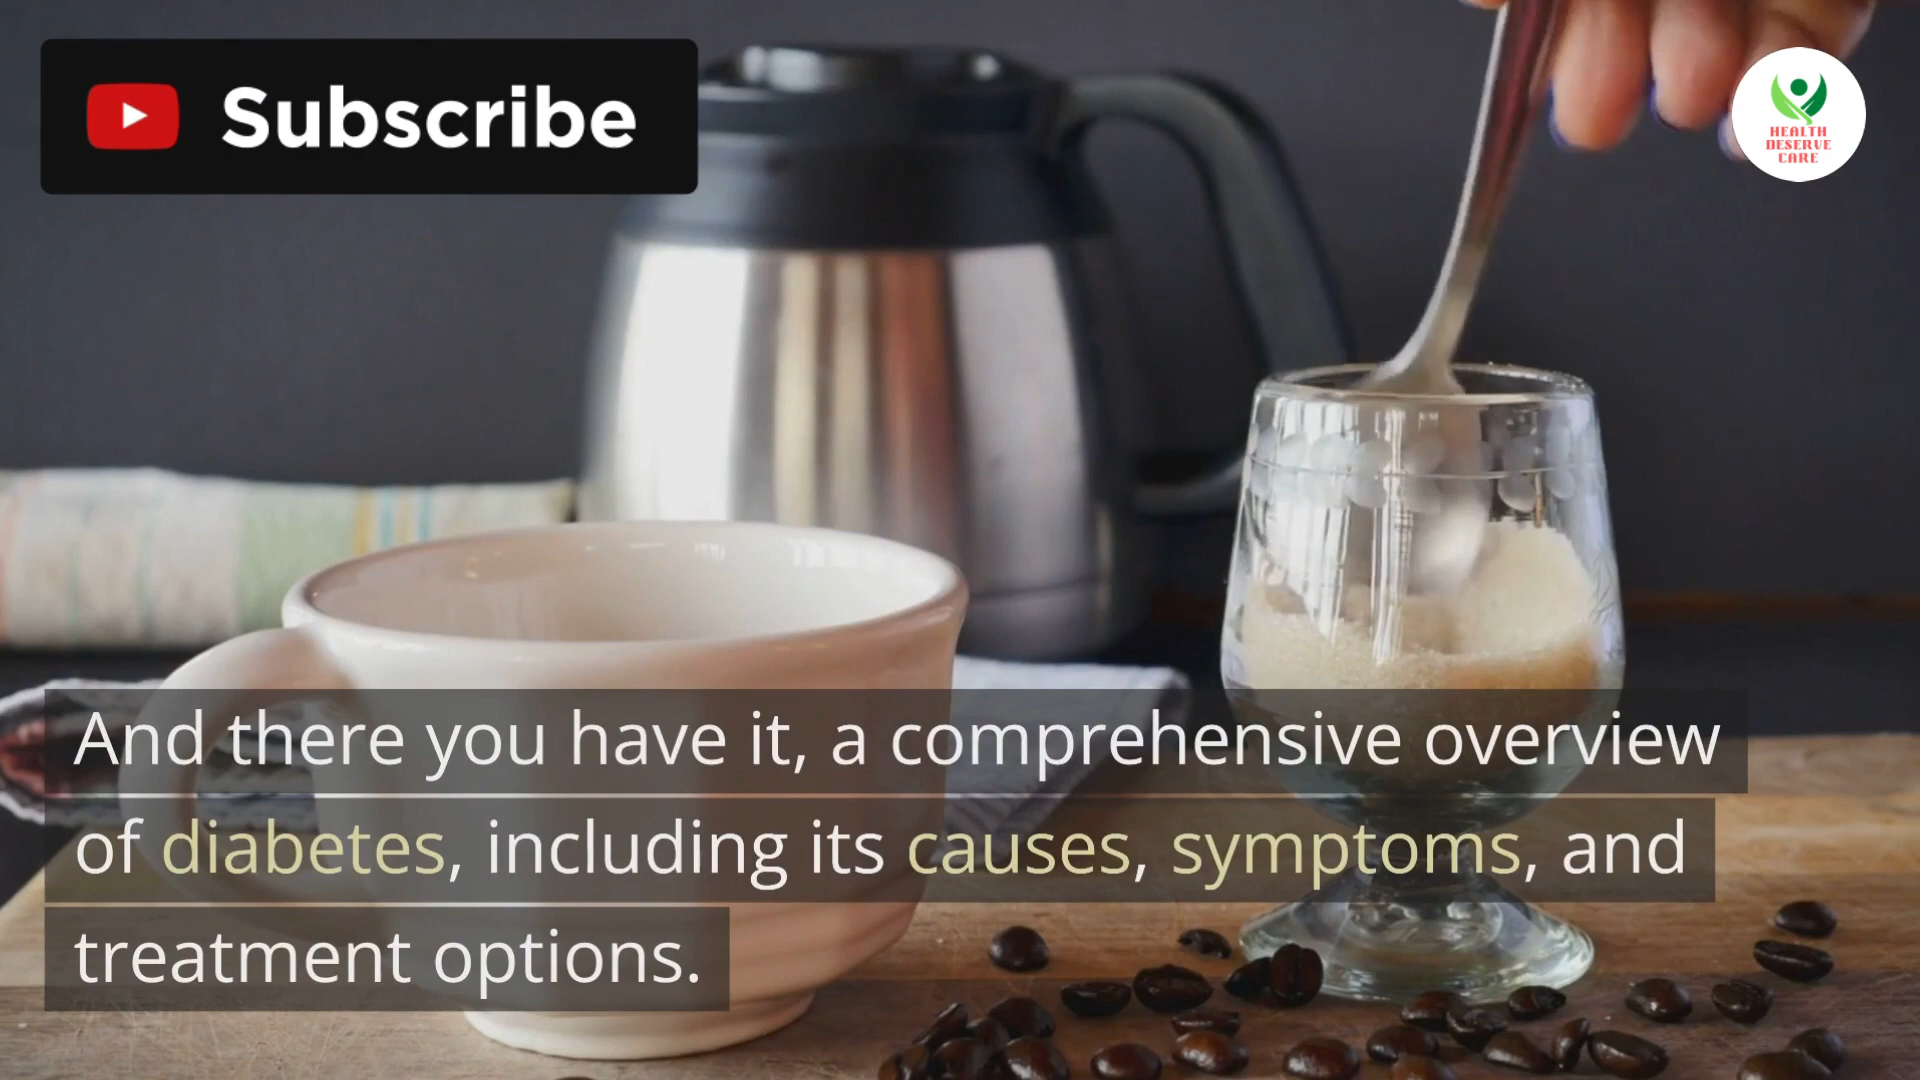 Subscribe
HEALTH
DESERVE
CARE
And there you have it, a comprehensive overview
of diabetes, including its causes, symptoms, and
treatment options.